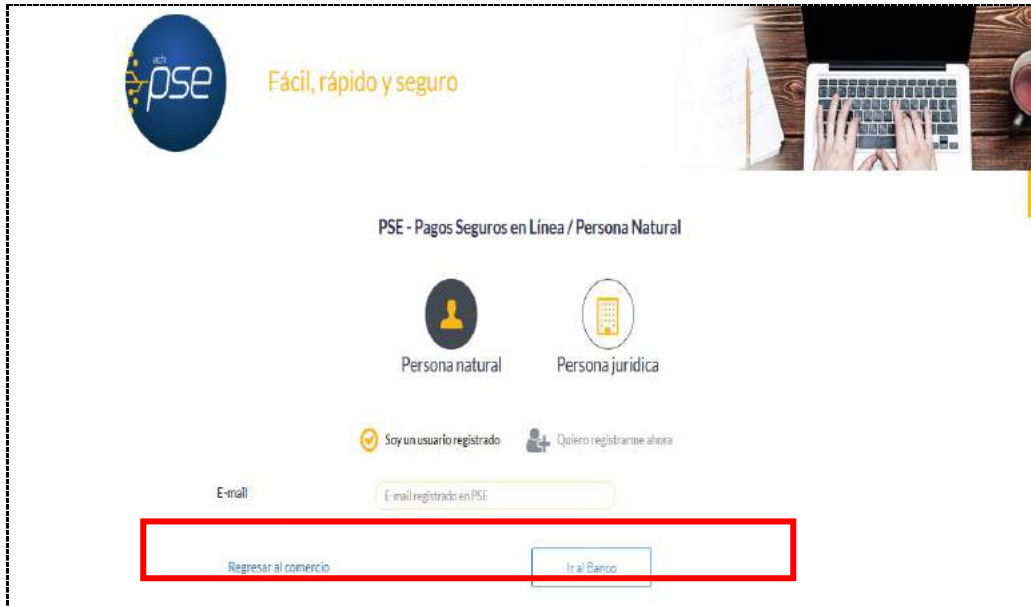 ach
pse
Fácil, rápido y seguro
PSE - Pagos Seguros en Línea / Persona Natural
Persona natural Persona juridica
Soy un usuario registrado Quiero registrarme ahora
E-mail E-mail registrado en PSE
Regresar al comercio Ir al Banco